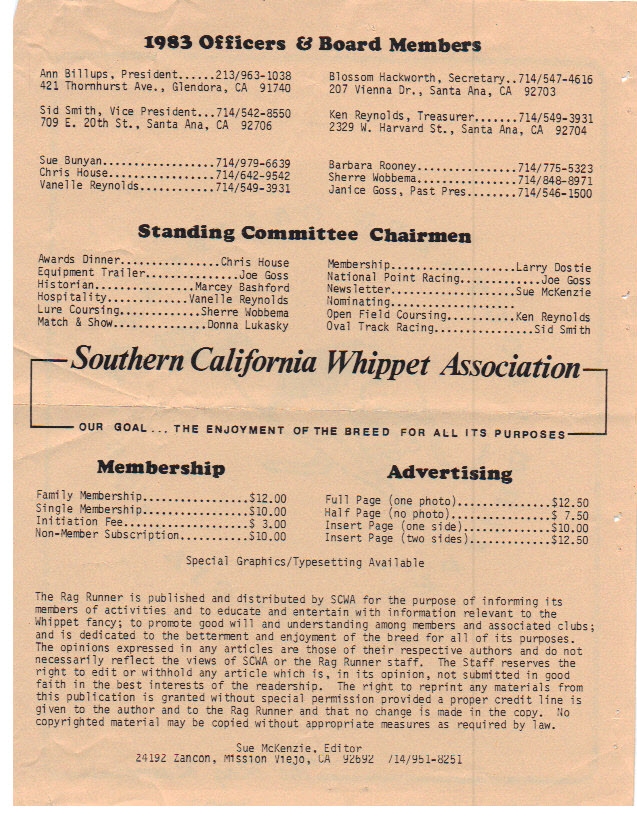 1983 Officers & Board Members
Ann Billups, President......213/963-1038
421 Thornhurst Ave., Glendora, CA 91740
Blossom Hackworth, Secretary..714/547-4616
207 Vienna Dr., Santa Ana, CA 92703
Sid Smith, Vice President...714/542-8550
709 E. 20th St., Santa Ana, CA 92706
Ken Reynolds, Treasurer.......714/549-3931
2329 W. Harvard St., Santa Ana, CA 92704
Sue Bunyan..................714/979-6639
Chris House.................714/642-9542
Vanelle Reynolds............714/549-3931
Barbara Rooney................714/775-5323
Sherre Wobbema................714/848-8971
Janice Goss, Past Pres........714/546-1500
Standing Committee Chairmen
Awards Dinner................Chris House
Equipment Trailer...............Joe Goss
Historian................Marcey Bashford
Hospitality.............Vanelle Reynolds
Lure Coursing.............Sherre Wobbema
Match & Show...............Donna Lukasky
Membership....................Larry Dostie
National Point Racing.............Joe Goss
Newsletter....................Sue McKenzie
Nominating....................
Open Field Coursing...........Ken Reynolds
Oval Track Racing................Sid Smith
Southern California Whippet Association
OUR GOAL... THE ENJOYMENT OF THE BREED FOR ALL ITS PURPOSES
Membership
Family Membership.................$12.00
Single Membership.................$10.00
Initiation Fee....................$ 3.00
Non-Member Subscription...........$10.00
Advertising
Full Page (one photo)...............$12.50
Half Page (no photo)................$ 7.50
Insert Page (one side)..............$10.00
Insert Page (two sides).............$12.50
Special Graphics/Typesetting Available
The Rag Runner is published and distributed by SCWA for the purpose of informing its
members of activities and to educate and entertain with information relevant to the
Whippet fancy; to promote good will and understanding among members and associated clubs;
and is dedicated to the betterment and enjoyment of the breed for all of its purposes.
The opinions expressed in any articles are those of their respective authors and do not
necessarily reflect the views of SCWA or the Rag Runner staff. The Staff reserves the
right to edit or withhold any article which is, in its opinion, not submitted in good
faith in the best interests of the readership. The right to reprint any materials from
this publication is granted without special permission provided a proper credit line is
given to the author and to the Rag Runner and that no change is made in the copy. No
copyrighted material may be copied without appropriate measures as required by law.
Sue McKenzie, Editor
24192 Zancon, Mission Viejo, CA 92692 714/951-8251